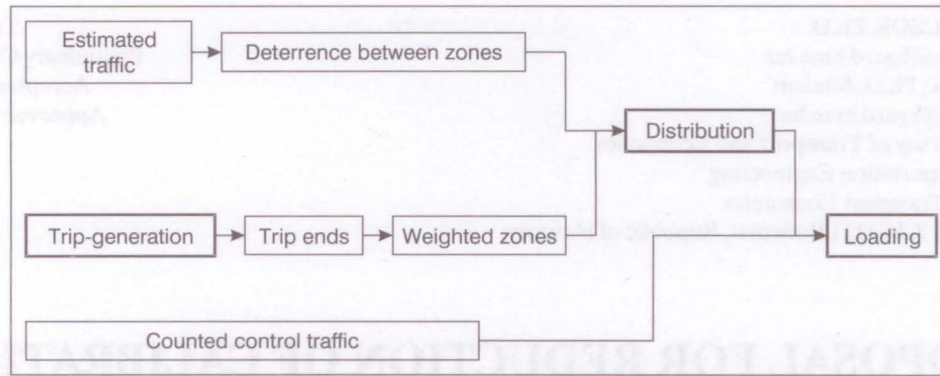 Estimated
traffic
Deterrence between zones
Distribution
Trip-generation
Trip ends
Weighted zones
Loading
Counted control traffic